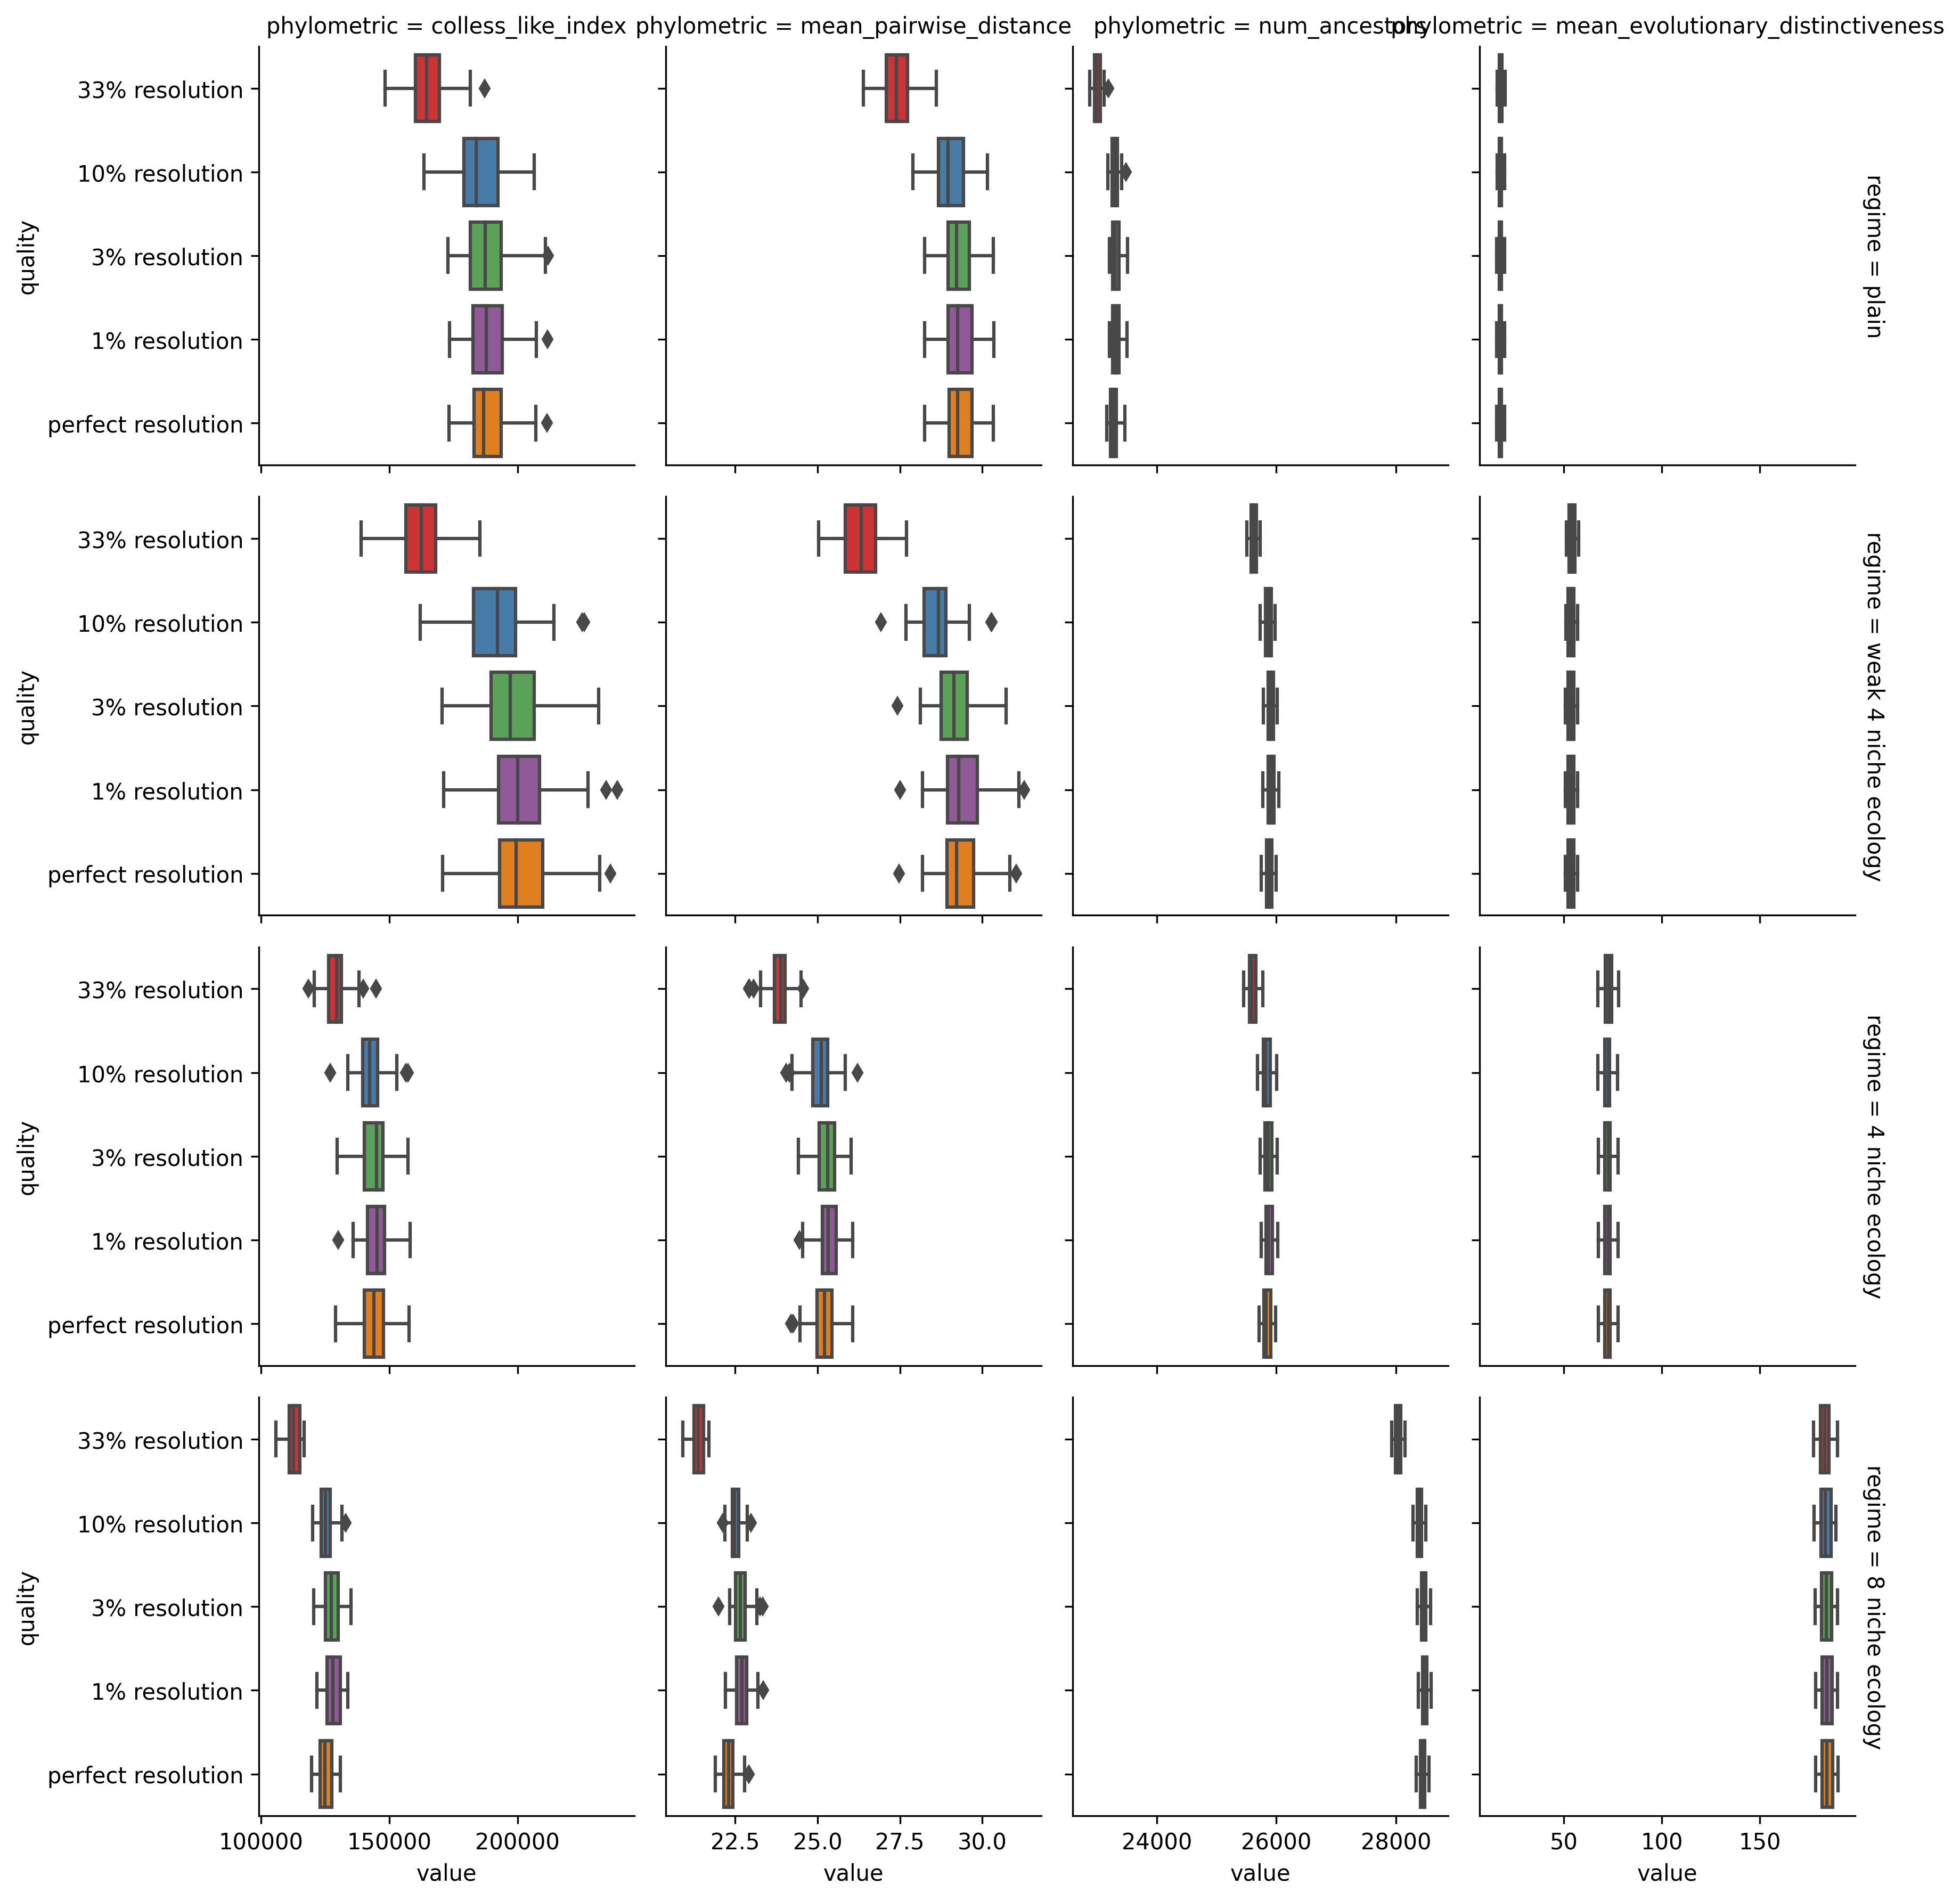 phylometric = colless_like_index
phylometric = mean_pairwise_distance
phylometric = num_ancestors
phylometric = mean_evolutionary_distinctiveness
33% resolution
10% resolution
3% resolution
1% resolution
perfect resolution
quality
regime = plain
33% resolution
10% resolution
3% resolution
1% resolution
perfect resolution
quality
regime = weak 4 niche ecology
33% resolution
10% resolution
3% resolution
1% resolution
perfect resolution
quality
regime = 4 niche ecology
33% resolution
10% resolution
3% resolution
1% resolution
perfect resolution
quality
regime = 8 niche ecology
100000 150000 200000
22.5 25.0 27.5 30.0
24000 26000 28000
50 100 150
value
value
value
value